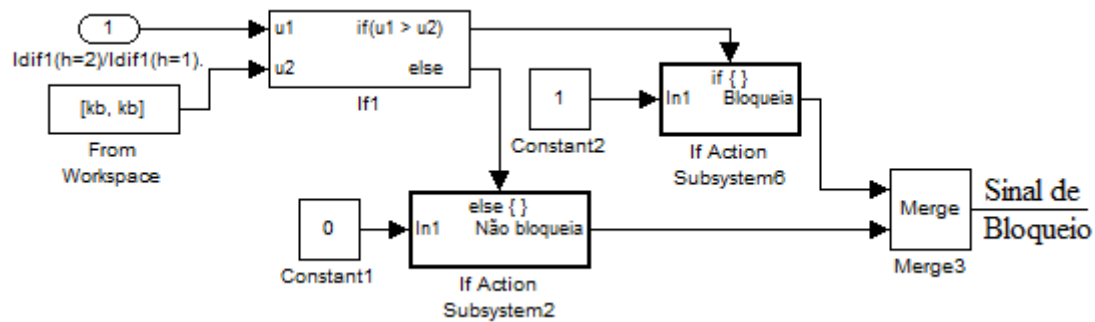 1
Idif1(h=2)/Idif1(h=1).
[kb, kb]
From
Workspace
u1
if(u1 > u2)
u2
else
If1
1
Constant2
if { }
In1
Bloqueia
If Action
Subsystem6
0
Constant1
else { }
In1
Não bloqueia
If Action
Subsystem2
Merge
Merge3
Sinal de
Bloqueio